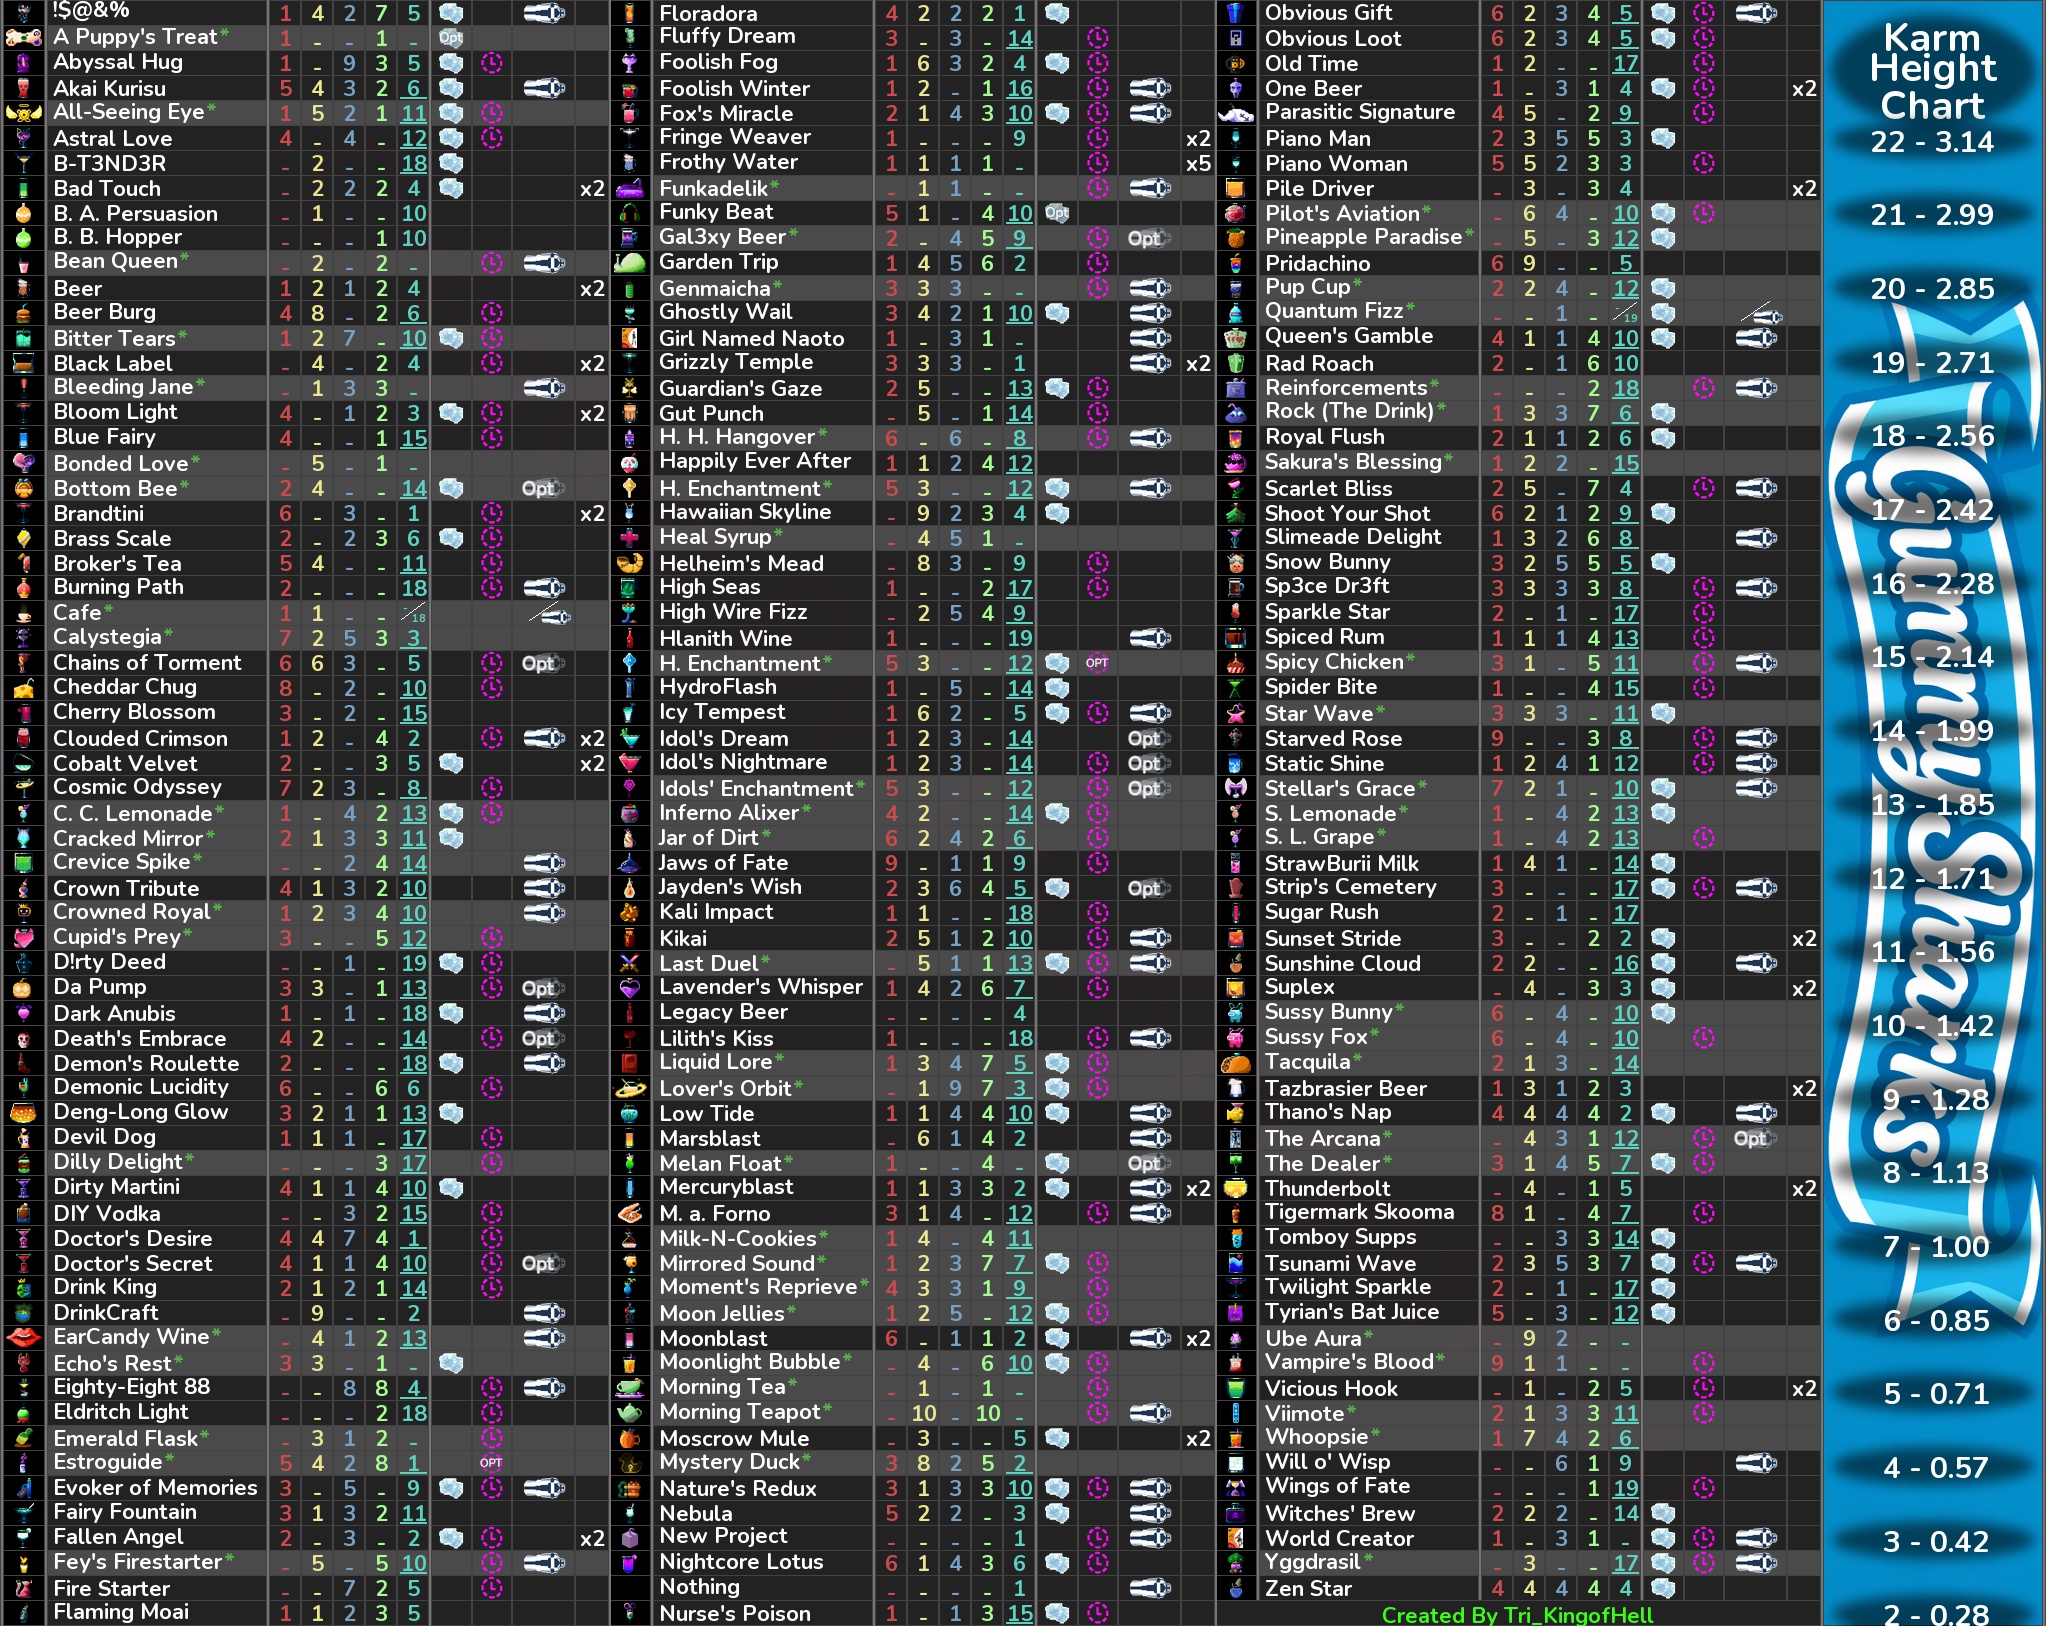 !$@&% 1 4 2 7 5
A Puppy's Treat* 1 - - 1 - Opt
Abyssal Hug 1 - 9 3 5
Akai Kurisu 5 4 3 2 6
All-Seeing Eye* 1 5 2 1 11
Astral Love 4 - 4 - 12
B-T3ND3R - 2 - - 18
Bad Touch - 2 2 2 4 x2
B. A. Persuasion - 1 - - 10
B. B. Hopper - - - 1 10
Bean Queen* - 2 - 2 -
Beer 1 2 1 2 4 x2
Beer Burg 4 8 - 2 6
Bitter Tears* 1 2 7 - 10
Black Label - 4 - 2 4 x2
Bleeding Jane* - 1 3 3 -
Bloom Light 4 - 1 2 3 x2
Blue Fairy 4 - - 1 15
Bonded Love* - 5 - 1 -
Bottom Bee* 2 4 - - 14 Opt
Brandtini 6 - 3 - 1 x2
Brass Scale 2 - 2 3 6
Broker's Tea 5 4 - - 11
Burning Path 2 - - - 18
Cafe* 1 1 - - -/18
Calystegia* 7 2 5 3 3
Chains of Torment 6 6 3 - 5 Opt
Cheddar Chug 8 - 2 - 10
Cherry Blossom 3 - 2 - 15
Clouded Crimson 1 2 - 4 2 x2
Cobalt Velvet 2 - - 3 5 x2
Cosmic Odyssey 7 2 3 - 8
C. C. Lemonade* 1 - 4 2 13
Cracked Mirror* 2 1 3 3 11
Crevice Spike* - - 2 4 14
Crown Tribute 4 1 3 2 10
Crowned Royal* 1 2 3 4 10
Cupid's Prey* 3 - - 5 12
D!rty Deed - - 1 - 19
Da Pump 3 3 - 1 13 Opt
Dark Anubis 1 - 1 - 18
Death's Embrace 4 2 - - 14 Opt
Demon's Roulette 2 - - - 18
Demonic Lucidity 6 - - 6 6
Deng-Long Glow 3 2 1 1 13
Devil Dog 1 1 1 - 17
Dilly Delight* - - - 3 17
Dirty Martini 4 1 1 4 10
DIY Vodka - - 3 2 15
Doctor's Desire 4 4 7 4 1
Doctor's Secret 4 1 1 4 10 Opt
Drink King 2 1 2 1 14
DrinkCraft - 9 - - 2
EarCandy Wine* - 4 1 2 13
Echo's Rest* 3 3 - 1 -
Eighty-Eight 88 - - 8 8 4
Eldritch Light - - - 2 18
Emerald Flask* - 3 1 2 -
Estroguide* 5 4 2 8 1 OPT
Evoker of Memories 3 - 5 - 9
Fairy Fountain 3 1 3 2 11
Fallen Angel 2 - 3 - 2 x2
Fey's Firestarter* - 5 - 5 10
Fire Starter - - 7 2 5
Flaming Moai 1 1 2 3 5
Floradora 4 2 2 2 1
Fluffy Dream 3 - 3 - 14
Foolish Fog 1 6 3 2 4
Foolish Winter 1 2 - 1 16
Fox's Miracle 2 1 4 3 10
Fringe Weaver 1 - - - 9 x2
Frothy Water 1 1 1 1 - x5
Funkadelik* - 1 1 - -
Funky Beat 5 1 - 4 10 Opt
Gal3xy Beer* 2 - 4 5 9 Opt
Garden Trip 1 4 5 6 2
Genmaicha* 3 3 3 - -
Ghostly Wail 3 4 2 1 10
Girl Named Naoto 1 - 3 1 -
Grizzly Temple 3 3 3 - 1 x2
Guardian's Gaze 2 5 - - 13
Gut Punch - 5 - 1 14
H. H. Hangover* 6 - 6 - 8
Happily Ever After 1 1 2 4 12
H. Enchantment* 5 3 - - 12
Hawaiian Skyline - 9 2 3 4
Heal Syrup* - 4 5 1 -
Helheim's Mead - 8 3 - 9
High Seas 1 - - 2 17
High Wire Fizz - 2 5 4 9
Hlanith Wine 1 - - - 19
H. Enchantment* 5 3 - - 12 OPT
HydroFlash 1 - 5 - 14
Icy Tempest 1 6 2 - 5
Idol's Dream 1 2 3 - 14 Opt
Idol's Nightmare 1 2 3 - 14 Opt
Idols' Enchantment* 5 3 - - 12 Opt
Inferno Alixer* 4 2 - - 14
Jar of Dirt* 6 2 4 2 6
Jaws of Fate 9 - 1 1 9
Jayden's Wish 2 3 6 4 5 Opt
Kali Impact 1 1 - - 18
Kikai 2 5 1 2 10
Last Duel* - 5 1 1 13
Lavender's Whisper 1 4 2 6 7
Legacy Beer - - - - 4
Lilith's Kiss 1 - - - 18
Liquid Lore* 1 3 4 7 5
Lover's Orbit* - 1 9 7 3
Low Tide 1 1 4 4 10
Marsblast - 6 1 4 2
Melan Float* 1 - - 4 - Opt
Mercuryblast 1 1 3 3 2 x2
M. a. Forno 3 1 4 - 12
Milk-N-Cookies* 1 4 - 4 11
Mirrored Sound* 1 2 3 7 7
Moment's Reprieve* 4 3 3 1 9
Moon Jellies* 1 2 5 - 12
Moonblast 6 - 1 1 2 x2
Moonlight Bubble* - 4 - 6 10
Morning Tea* - 1 - 1 -
Morning Teapot* - 10 - 10 -
Moscrow Mule - 3 - - 5 x2
Mystery Duck* 3 8 2 5 2
Nature's Redux 3 1 3 3 10
Nebula 5 2 2 - 3
New Project - - - - 1
Nightcore Lotus 6 1 4 3 6
Nothing - - - - 1
Nurse's Poison 1 - 1 3 15
Obvious Gift 6 2 3 4 5
Obvious Loot 6 2 3 4 5
Old Time 1 2 - - 17
One Beer 1 - 3 1 4 x2
Parasitic Signature 4 5 - 2 9
Piano Man 2 3 5 5 3
Piano Woman 5 5 2 3 3
Pile Driver - 3 - 3 4 x2
Pilot's Aviation* - 6 4 - 10
Pineapple Paradise* - 5 - 3 12
Pridachino 6 9 - - 5
Pup Cup* 2 2 4 - 12
Quantum Fizz* - - 1 - -/19
Queen's Gamble 4 1 1 4 10
Rad Roach 2 - 1 6 10
Reinforcements* - - - 2 18
Rock (The Drink)* 1 3 3 7 6
Royal Flush 2 1 1 2 6
Sakura's Blessing* 1 2 2 - 15
Scarlet Bliss 2 5 - 7 4
Shoot Your Shot 6 2 1 2 9
Slimeade Delight 1 3 2 6 8
Snow Bunny 3 2 5 5 5
Sp3ce Dr3ft 3 3 3 3 8
Sparkle Star 2 - 1 - 17
Spiced Rum 1 1 1 4 13
Spicy Chicken* 3 1 - 5 11
Spider Bite 1 - - 4 15
Star Wave* 3 3 3 - 11
Starved Rose 9 - - 3 8
Static Shine 1 2 4 1 12
Stellar's Grace* 7 2 1 - 10
S. Lemonade* 1 - 4 2 13
S. L. Grape* 1 - 4 2 13
StrawBurii Milk 1 4 1 - 14
Strip's Cemetery 3 - - - 17
Sugar Rush 2 - 1 - 17
Sunset Stride 3 - - 2 2 x2
Sunshine Cloud 2 2 - - 16
Suplex - 4 - 3 3 x2
Sussy Bunny* 6 - 4 - 10
Sussy Fox* 6 - 4 - 10
Tacquila* 2 1 3 - 14
Tazbrasier Beer 1 3 1 2 3 x2
Thano's Nap 4 4 4 4 2
The Arcana* - 4 3 1 12 Opt
The Dealer* 3 1 4 5 7
Thunderbolt - 4 - 1 5 x2
Tigermark Skooma 8 1 - 4 7
Tomboy Supps - - 3 3 14
Tsunami Wave 2 3 5 3 7
Twilight Sparkle 2 - 1 - 17
Tyrian's Bat Juice 5 - 3 - 12
Ube Aura* - 9 2 - -
Vampire's Blood* 9 1 1 - -
Vicious Hook - 1 - 2 5 x2
Viimote* 2 1 3 3 11
Whoopsie* 1 7 4 2 6
Will o' Wisp - - 6 1 9
Wings of Fate - - - 1 19
Witches' Brew 2 2 2 - 14
World Creator 1 - 3 1 -
Yggdrasil* - 3 - - 17
Zen Star 4 4 4 4 4
Created By Tri_KingofHell
Karm
Height
Chart
22 - 3.14
21 - 2.99
20 - 2.85
19 - 2.71
18 - 2.56
17 - 2.42
16 - 2.28
15 - 2.14
14 - 1.99
13 - 1.85
12 - 1.71
11 - 1.56
10 - 1.42
9 - 1.28
8 - 1.13
7 - 1.00
6 - 0.85
5 - 0.71
4 - 0.57
3 - 0.42
2 - 0.28
Gummy Sharks